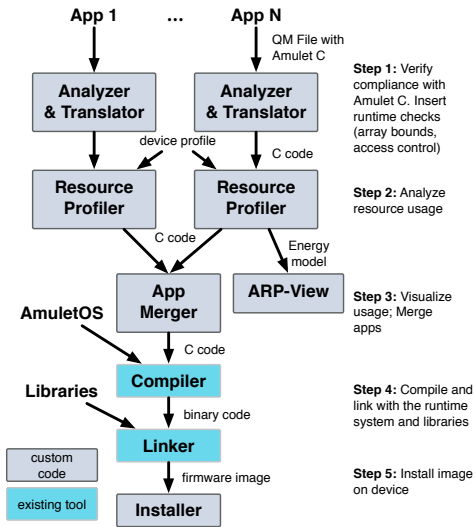 App 1 ... App N
QM File with
Amulet C
Analyzer
& Translator
Analyzer
& Translator
Step 1: Verify
compliance with
Amulet C. Insert
runtime checks
(array bounds,
access control)
device profile
C code
Resource
Profiler
Resource
Profiler
Step 2: Analyze
resource usage
C code
Energy
model
App
Merger
ARP-View
Step 3: Visualize
usage; Merge
apps
AmuletOS
C code
Compiler
Libraries
binary code
Step 4: Compile and
link with the runtime
system and libraries
Linker
custom
code
firmware image
Step 5: Install image
on device
existing tool
Installer